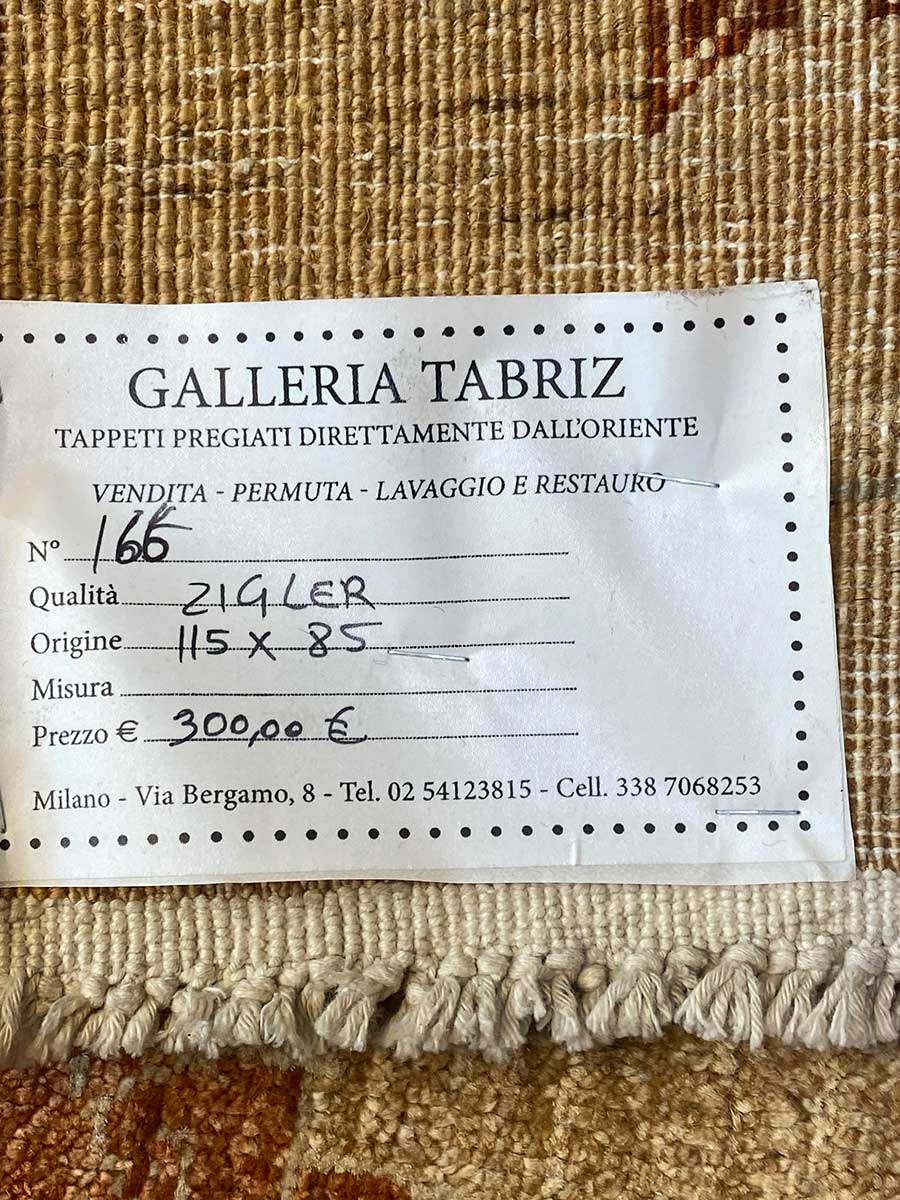 GALLERIA TABRIZ
TAPPETI PREGIATI DIRETTAMENTE DALL'ORIENTE
VENDITA - PERMUTA - LAVAGGIO E RESTAURO
N° 166
Qualità ZIGLER
Origine 115 x 85
Misura
Prezzo € 300,00 €
Milano - Via Bergamo, 8 - Tel. 02 54123815 - Cell. 338 7068253